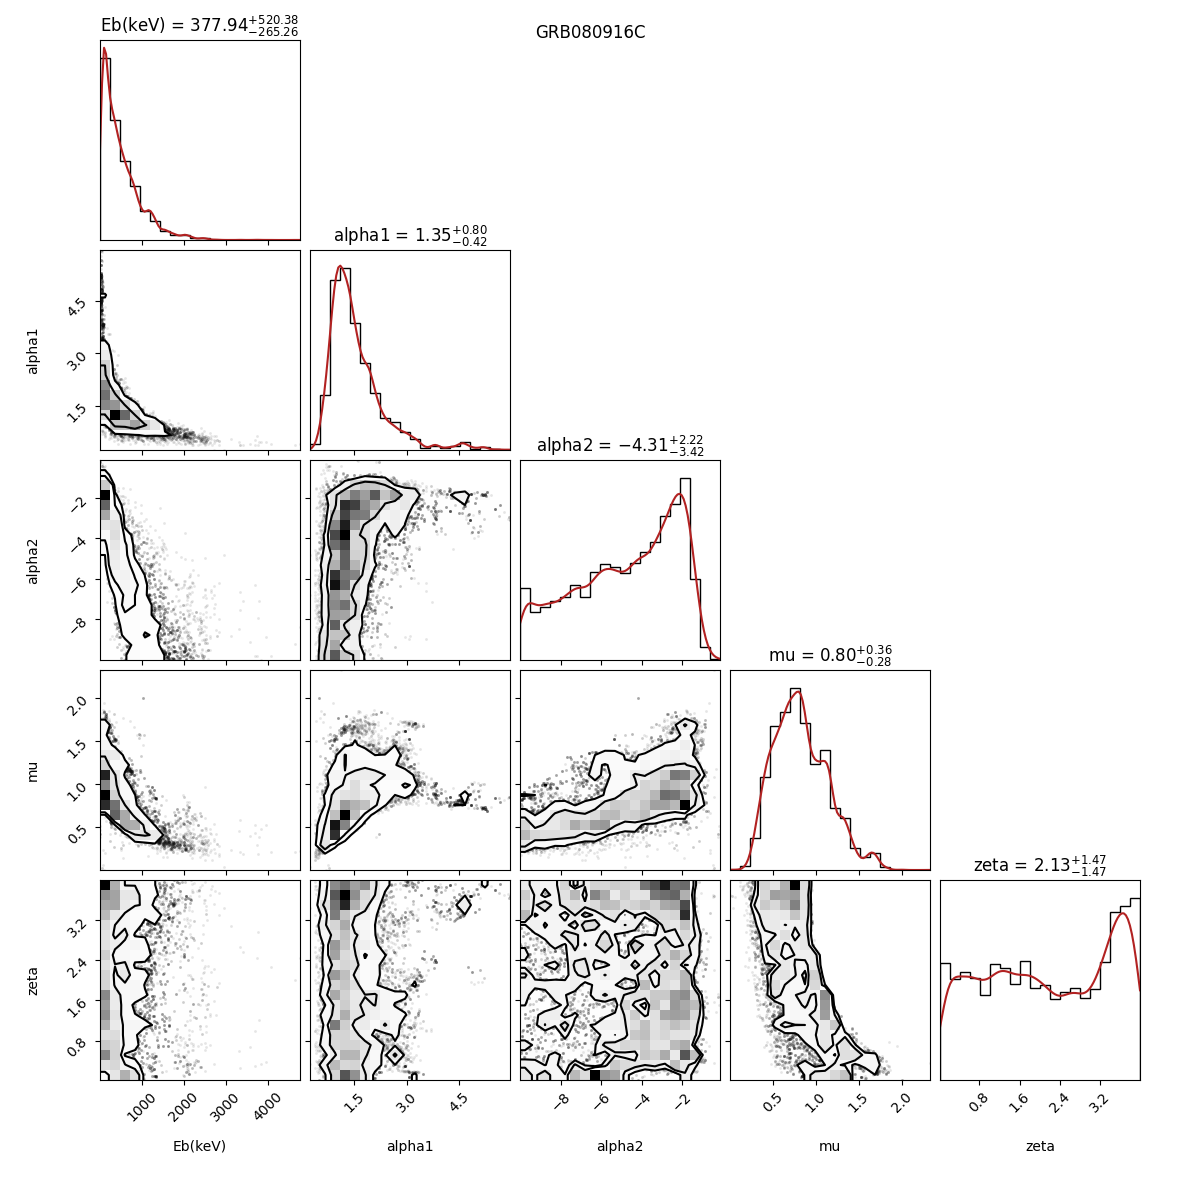 GRB080916C
Eb(keV) = 377.94 +520.38 −265.26
alpha1 = 1.35 +0.80 −0.42
4.5
3.0
1.5
alpha1
alpha2 = −4.31 +2.22 −3.42
−2
−4
−6
−8
alpha2
mu = 0.80 +0.36 −0.28
2.0
1.5
1.0
0.5
mu
zeta = 2.13 +1.47 −1.47
3.2
2.4
1.6
0.8
zeta
1000 2000 3000 4000 1.5 3.0 4.5 −8 −6 −4 −2 0.5 1.0 1.5 2.0 0.8 1.6 2.4 3.2
Eb(keV) alpha1 alpha2 mu zeta